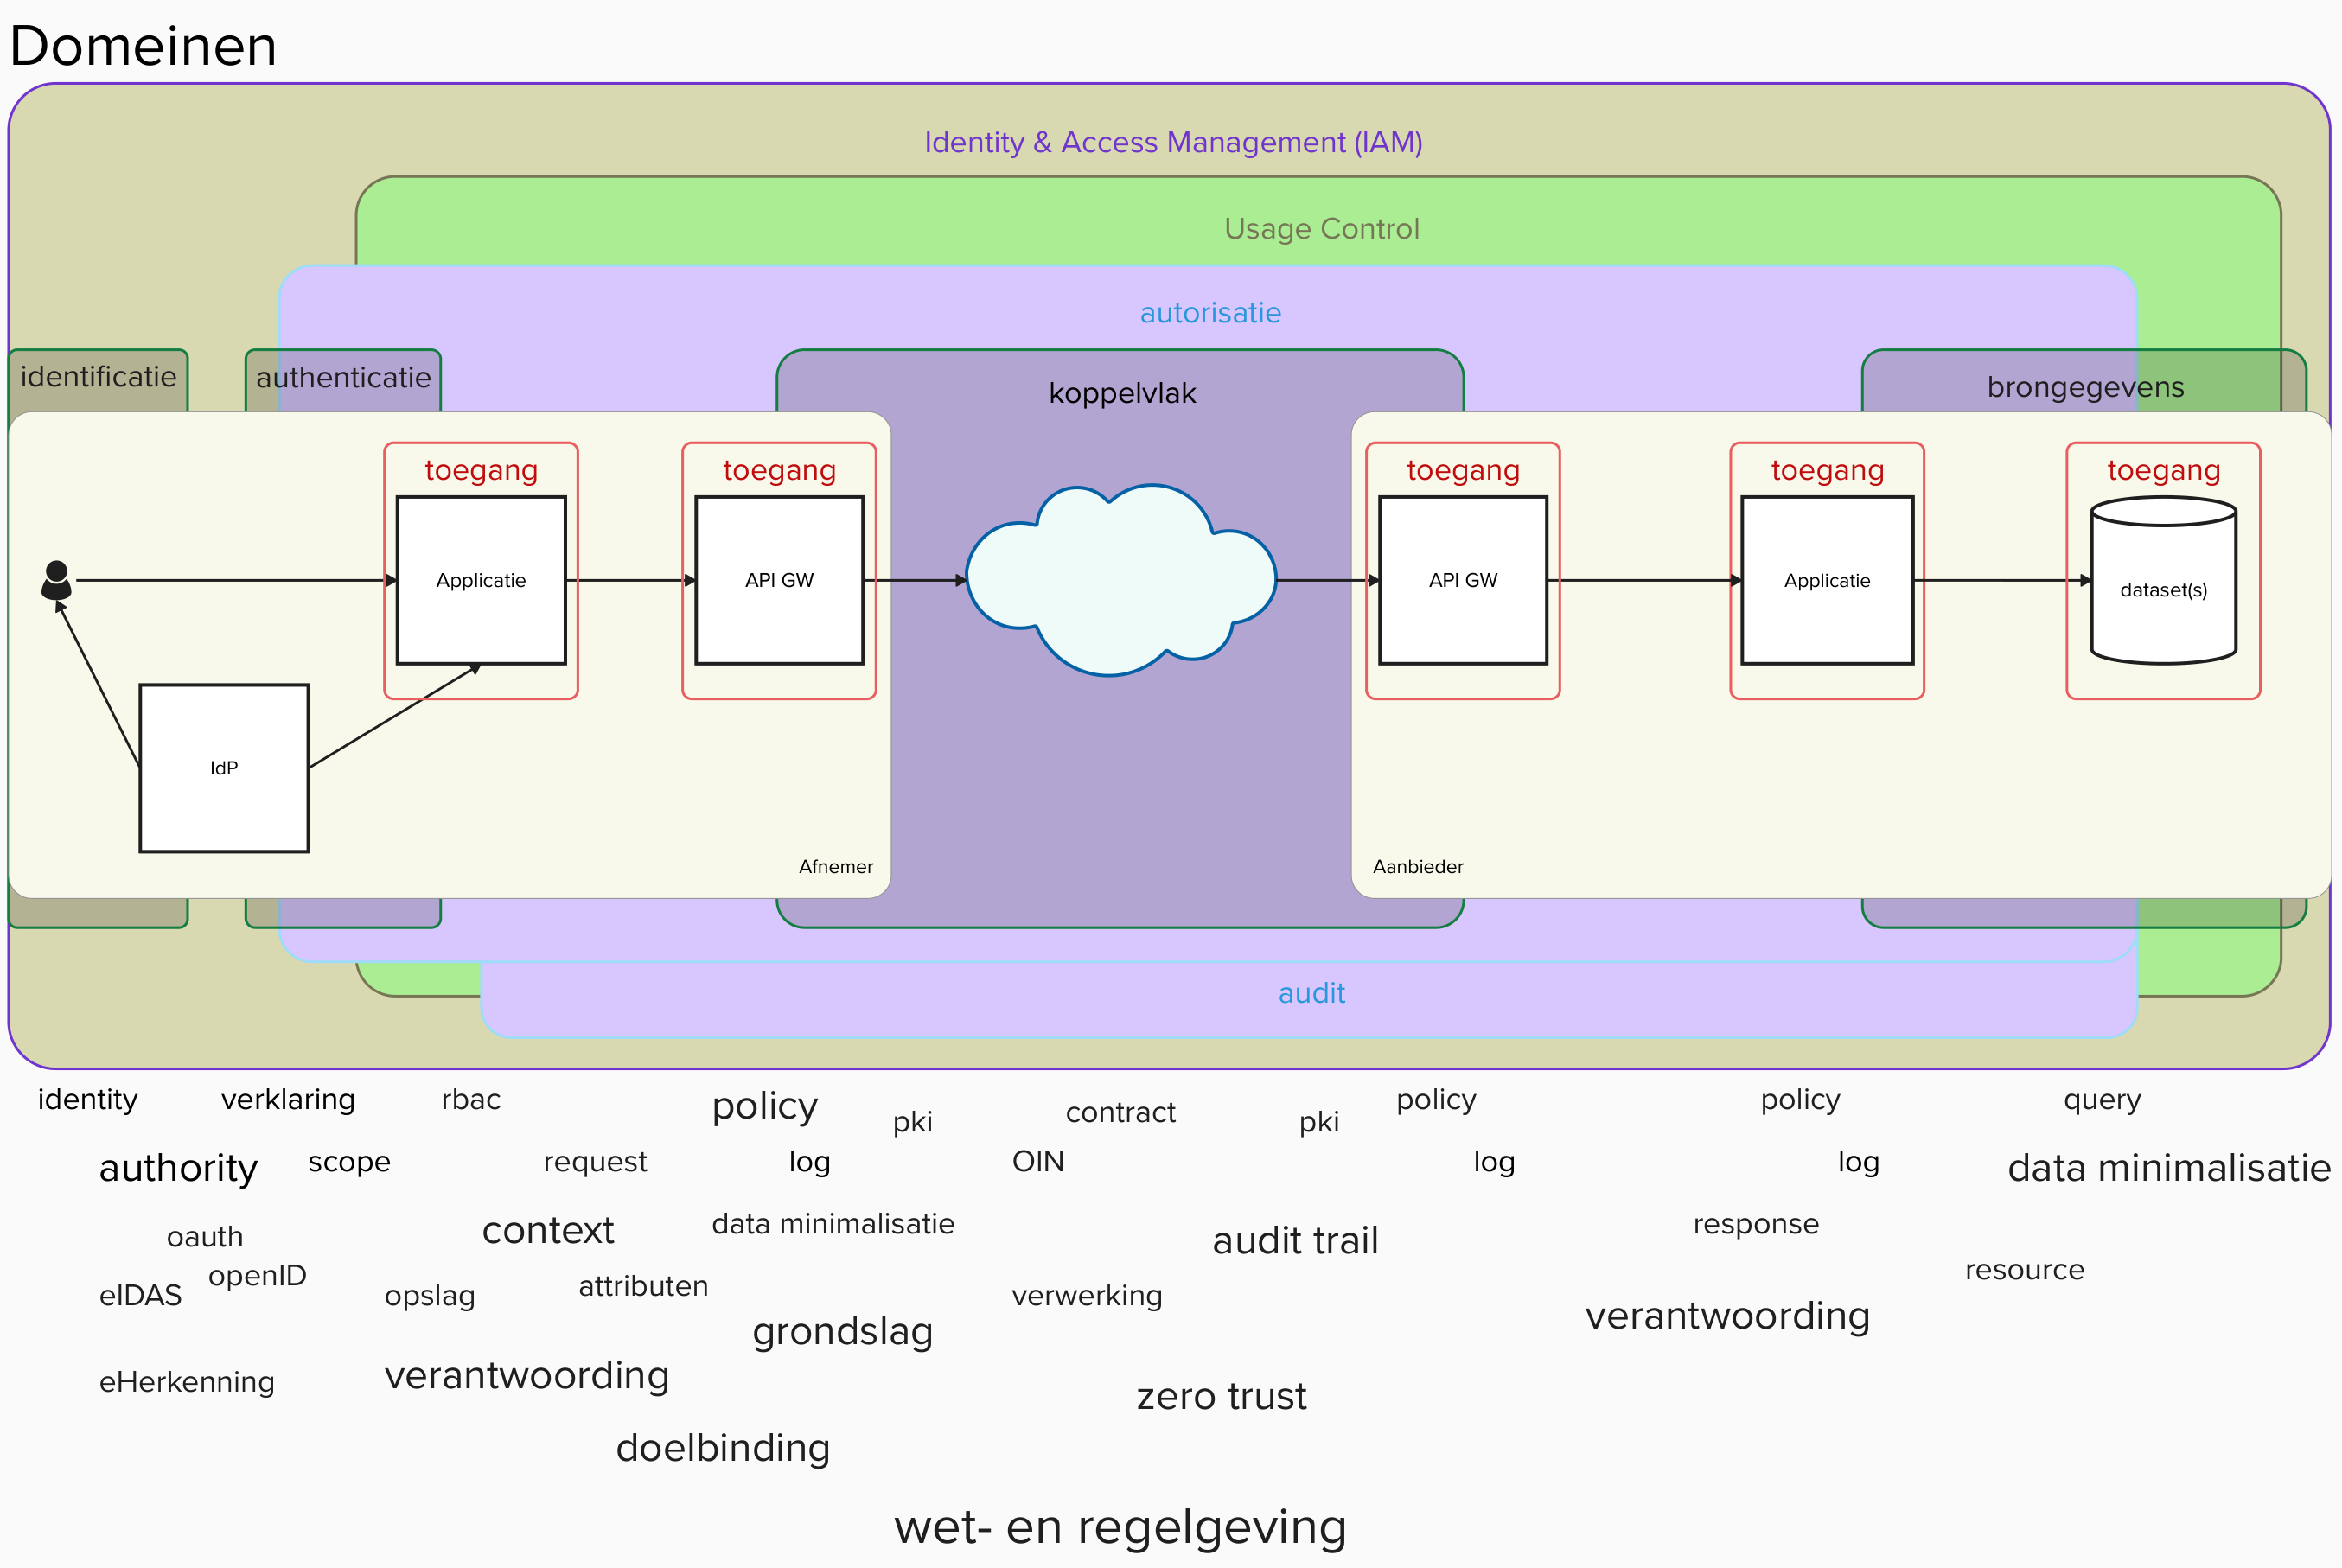 Domeinen
Identity & Access Management (IAM)
Usage Control
autorisatie
identificatie
authenticatie
koppelvlak
brongegevens
toegang
toegang
toegang
toegang
toegang
Applicatie
API GW
API GW
Applicatie
dataset(s)
IdP
Afnemer
Aanbieder
audit
identity
verklaring
rbac
policy
pki
contract
pki
policy
policy
query
authority
scope
request
log
OIN
log
log
data minimalisatie
oauth
context
data minimalisatie
audit trail
response
openID
eIDAS
opslag
attributen
verwerking
resource
grondslag
verantwoording
eHerkenning
verantwoording
zero trust
doelbinding
wet- en regelgeving